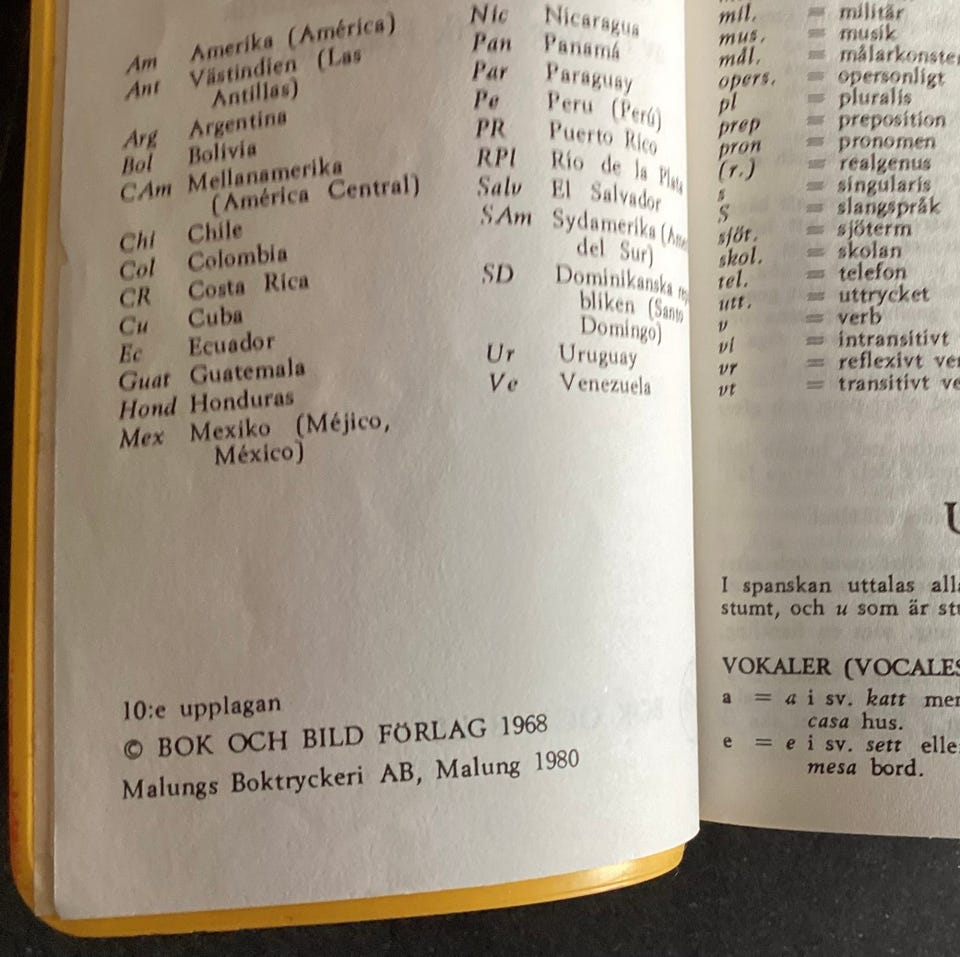 Am Amerika (América)
Ant Västindien (Las
Antillas)
Arg Argentina
Bol Bolivia
CAm Mellanamerika
(América Central)
Chi Chile
Col Colombia
CR Costa Rica
Cu Cuba
Ec Ecuador
Guat Guatemala
Hond Honduras
Mex Mexiko (Méjico,
México)
Nic Nicaragua
Pan Panamá
Par Paraguay
Pe Peru (Perú)
PR Puerto Rico
RPl Río de la Plata
Salv El Salvador
SAm Sydamerika
del Sur)
SD Dominikanska
bliken (Santo
Domingo)
Ur Uruguay
Ve Venezuela
10:e upplagan
© BOK OCH BILD FÖRLAG 1968
Malungs Boktryckeri AB, Malung 1980
mil. = militär
mus. = musik
mål. = målarkonsten
opers. = opersonligt
pl = pluralis
prep = preposition
pron = pronomen
(r.) = realgenus
s = singularis
S = slangspråk
sjöt. = sjöterm
skol. = skolan
tel. = telefon
utt. = uttrycket
v = verb
vi = intransitivt
vr = reflexivt
vt = transitivt
I spanskan uttalas
stumt, och u som är
VOKALER (VOCALES
a = a i sv. katt
casa hus.
e = e i sv. sett
mesa bord.